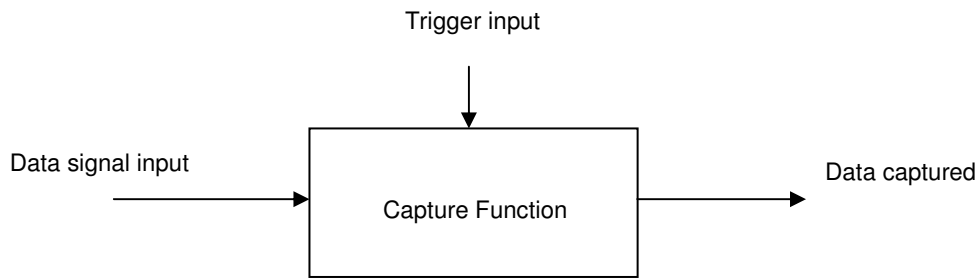 Trigger input
Data signal input
Data captured
Capture Function